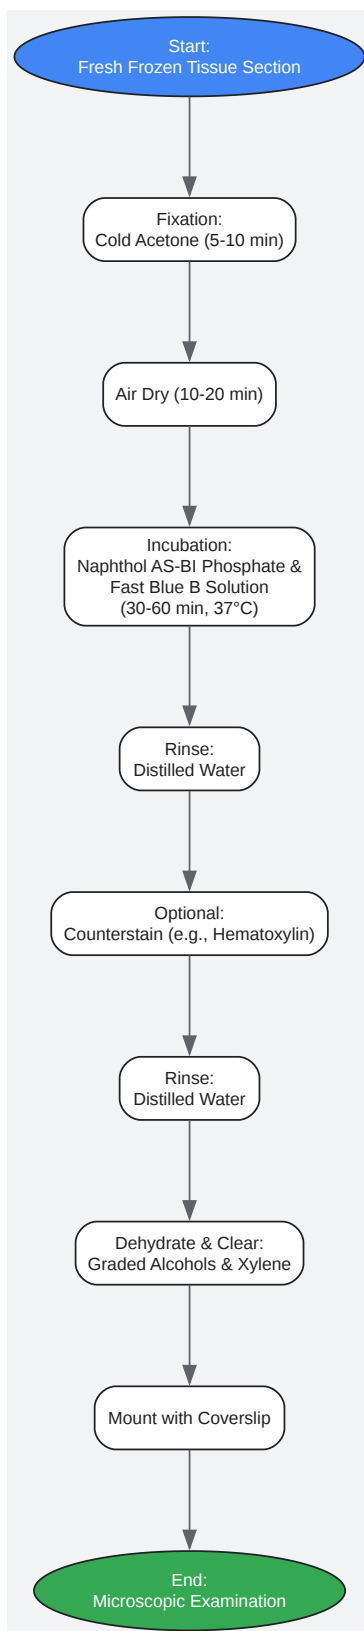 Start:
Fresh Frozen Tissue Section
Fixation:
Cold Acetone (5-10 min)
Air Dry (10-20 min)
Incubation:
Naphthol AS-BI Phosphate &
Fast Blue B Solution
(30-60 min, 37°C)
Rinse:
Distilled Water
Optional:
Counterstain (e.g., Hematoxylin)
Rinse:
Distilled Water
Dehydrate & Clear:
Graded Alcohols & Xylene
Mount with Coverslip
End:
Microscopic Examination